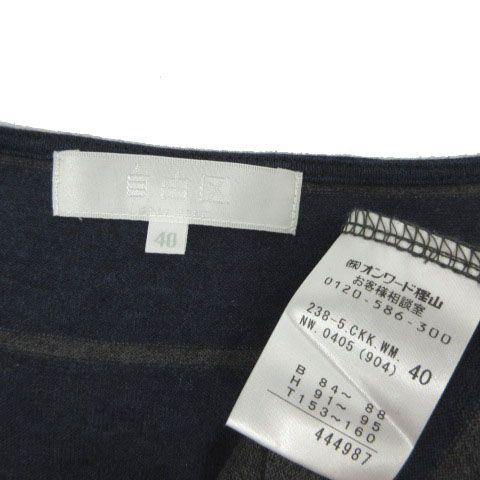 自由区
40
㈱オンワード樫山
お客様相談室
0120-586-300
238-5.CKK.WM.
NW. 0405 (904) 40
B 84～ 88
H 91～ 95
T153～160
444987